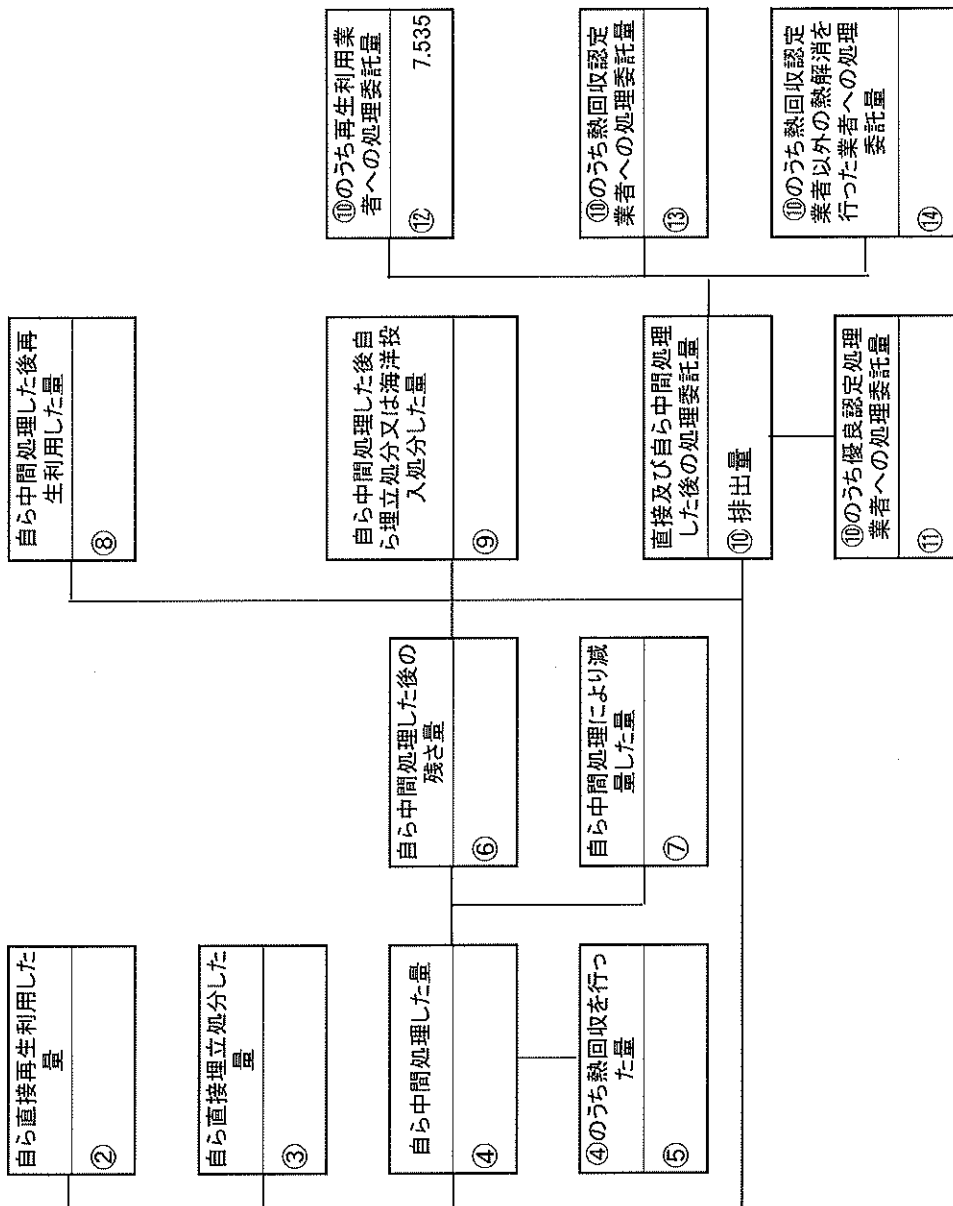 自ら直接再生利用した
量
②
自ら直接埋立処分した
量
③
自ら中間処理した量
④
④のうち熱回収を行っ
た量
⑤
自ら中間処理した後の
残さ量
⑥
自ら中間処理により減
量した量
⑦
自ら中間処理した後再
生利用した量
⑧
自ら中間処理した後自
ら埋立処分又は海洋投
入処分した量
⑨
直接及び自ら中間処理
した後の処理委託量
⑩ 排出量
⑩のうち優良認定処理
業者への処理委託量
⑪
⑩のうち再生利用業
者への処理委託量
⑫ 7.535
⑩のうち熱回収認定
業者への処理委託量
⑬
⑩のうち熱回収認定
業者以外の熱解消を
行った業者への処理
委託量
⑭